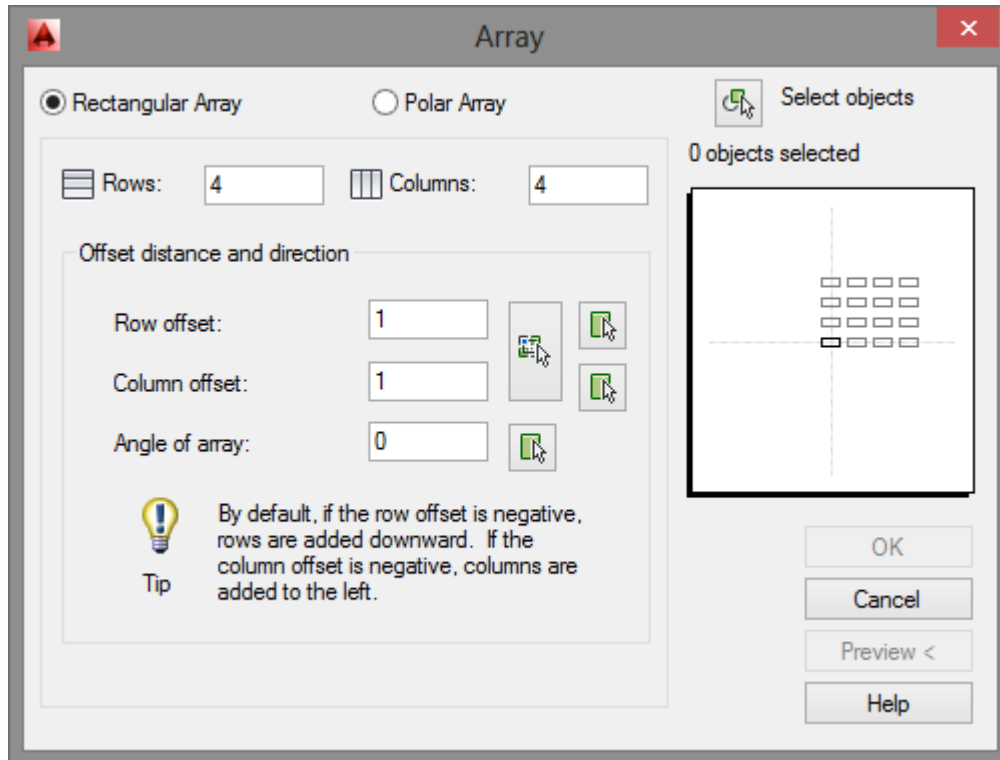 Array
Rectangular Array
Polar Array
Select objects
0 objects selected
Rows: 4
Columns: 4
Offset distance and direction
Row offset: 1
Column offset: 1
Angle of array: 0
By default, if the row offset is negative,
rows are added downward. If the
column offset is negative, columns are
added to the left.
Tip
OK
Cancel
Preview <
Help